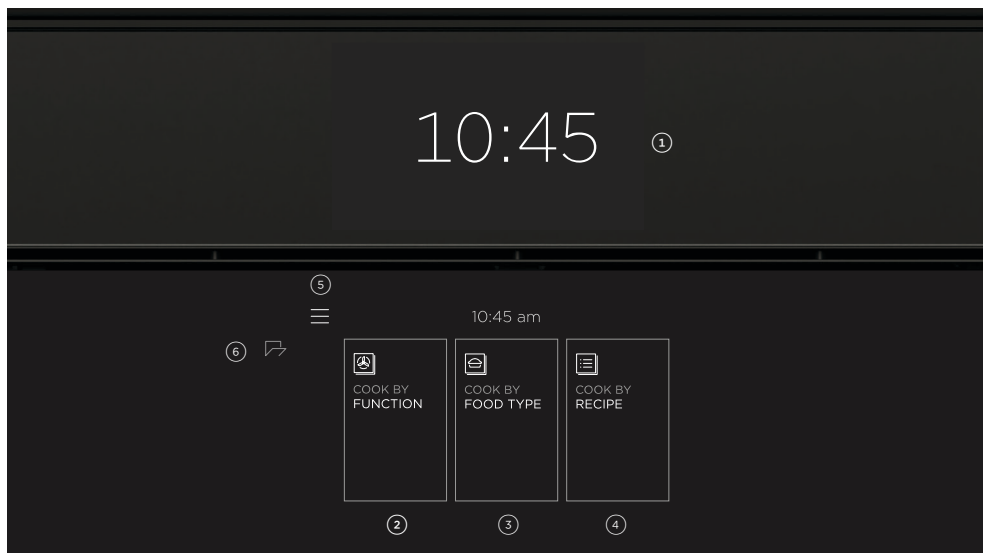 10:45
1
5
10:45 am
6
COOK BY
FUNCTION
COOK BY
FOOD TYPE
COOK BY
RECIPE
2
3
4